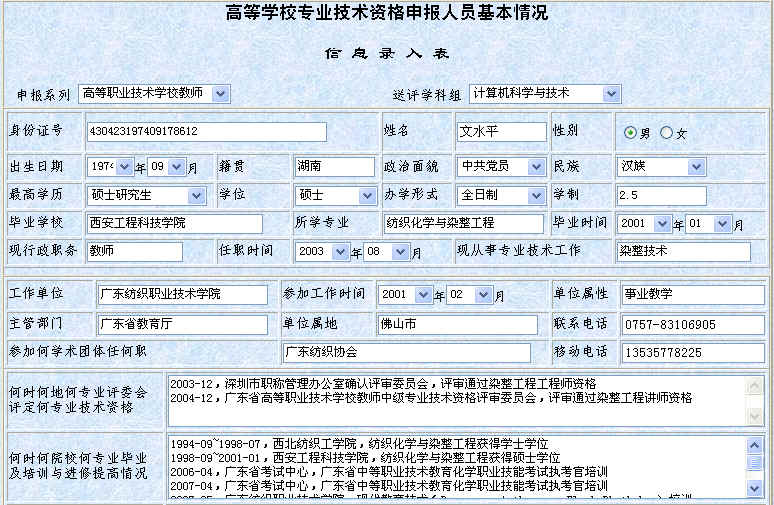 高等学校专业技术资格申报人员基本情况
信息录入表
申报系列 高等职业技术学校教师 送评学科组 计算机科学与技术
身份证号 430423197409178612 姓名 文水平 性别 男 女
出生日期 1974 年 09 月 籍贯 湖南 政治面貌 中共党员 民族 汉族
最高学历 硕士研究生 学位 硕士 办学形式 全日制 学制 2.5
毕业学校 西安工程科技学院 所学专业 纺织化学与染整工程 毕业时间 2001 年 01 月
现行政职务 教师 任职时间 2003 年 08 月 现从事专业技术工作 染整技术
工作单位 广东纺织职业技术学院 参加工作时间 2001 年 02 月 单位属性 事业教学
主管部门 广东省教育厅 单位属地 佛山市 联系电话 0757-83106905
参加何学术团体任何职 广东纺织协会 移动电话 13535778225
何时何地何专业评委会
评定何专业技术资格
2003-12，深圳市职称管理办公室确认评审委员会，评审通过染整工程工程师资格
2004-12，广东省高等职业技术学校教师中级专业技术资格评审委员会，评审通过染整工程讲师资格
何时何院校何专业毕业
及培训与进修提高情况
1994-09~1998-07，西北纺织工学院，纺织化学与染整工程获得学士学位
1998-09~2001-01，西安工程科技学院，纺织化学与染整工程获得硕士学位
2006-04，广东省考试中心，广东省中等职业技术教育化学职业技能考试执考官培训
2007-04，广东省考试中心，广东省中等职业技术教育化学职业技能考试执考官培训